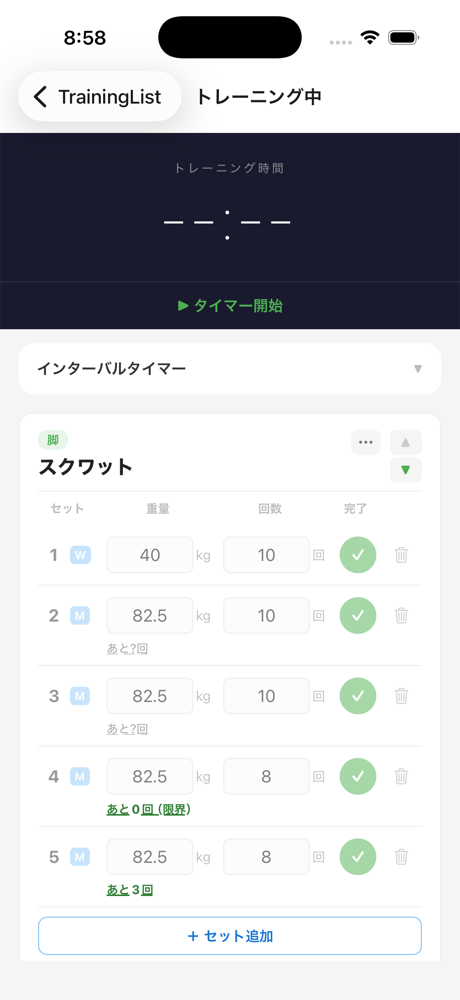 8:58
TrainingList トレーニング中
トレーニング時間
--:--
▶ タイマー開始
インターバルタイマー ▼
脚
スクワット ... ▲
▼
セット 重量 回数 完了
1 W 40 kg 10 回
2 M 82.5 kg 10 回
あと?回
3 M 82.5 kg 10 回
あと?回
4 M 82.5 kg 8 回
あと0回 (限界)
5 M 82.5 kg 8 回
あと3回
+ セット追加